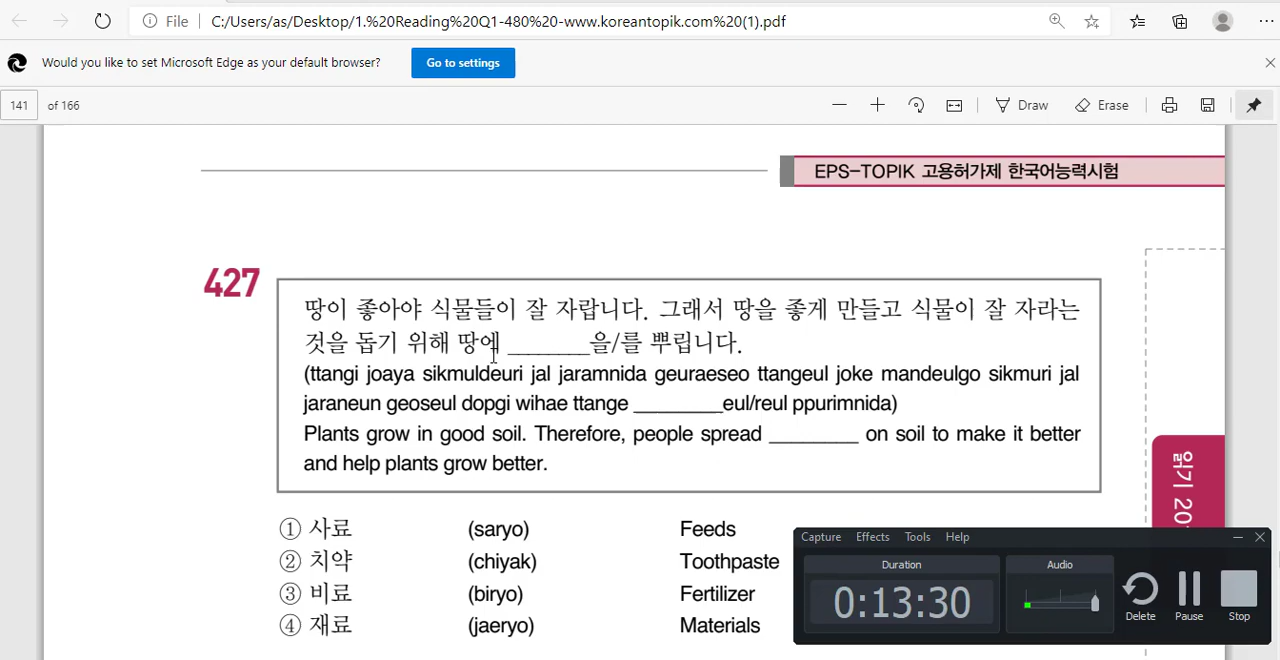 File C:/Users/as/Desktop/1.%20Reading%20Q1-480%20-www.koreantopik.com%20(1).pdf
Would you like to set Microsoft Edge as your default browser? Go to settings
141 of 166 Draw Erase
EPS-TOPIK 고용허가제 한국어능력시험
427
땅이 좋아야 식물들이 잘 자랍니다. 그래서 땅을 좋게 만들고 식물이 잘 자라는
것을 돕기 위해 땅에 ________을/를 뿌립니다.
(ttangi joaya sikmuldeuri jal jaramnida geuraeseo ttangeul joke mandeulgo sikmuri jal
jaraneun geoseul dopgi wihae ttange ________eul/reul ppurimnida)
Plants grow in good soil. Therefore, people spread ________ on soil to make it better
and help plants grow better.
읽기 20
① 사료 (saryo) Feeds
② 치약 (chiyak) Toothpaste
③ 비료 (biryo) Fertilizer
④ 재료 (jaeryo) Materials
Capture Effects Tools Help
Duration Audio
0:13:30
Delete Pause Stop